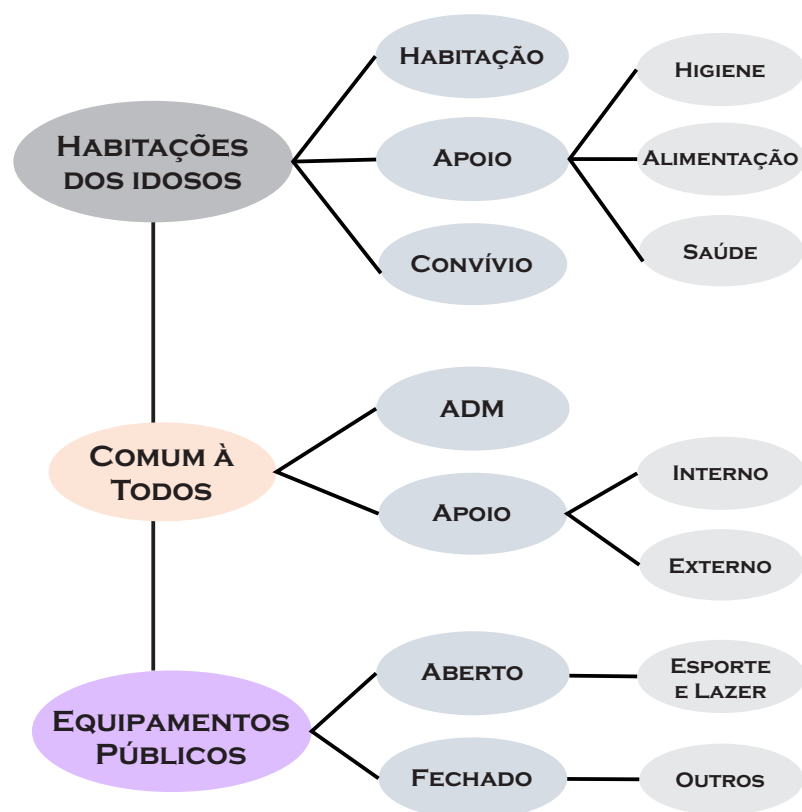 Habitação
Higiene
Habitações
dos idosos
Apoio
Alimentação
Convívio
Saúde
ADM
Comum à
Todos
Interno
Apoio
Externo
Aberto
Esporte
e Lazer
Equipamentos
Públicos
Fechado
Outros